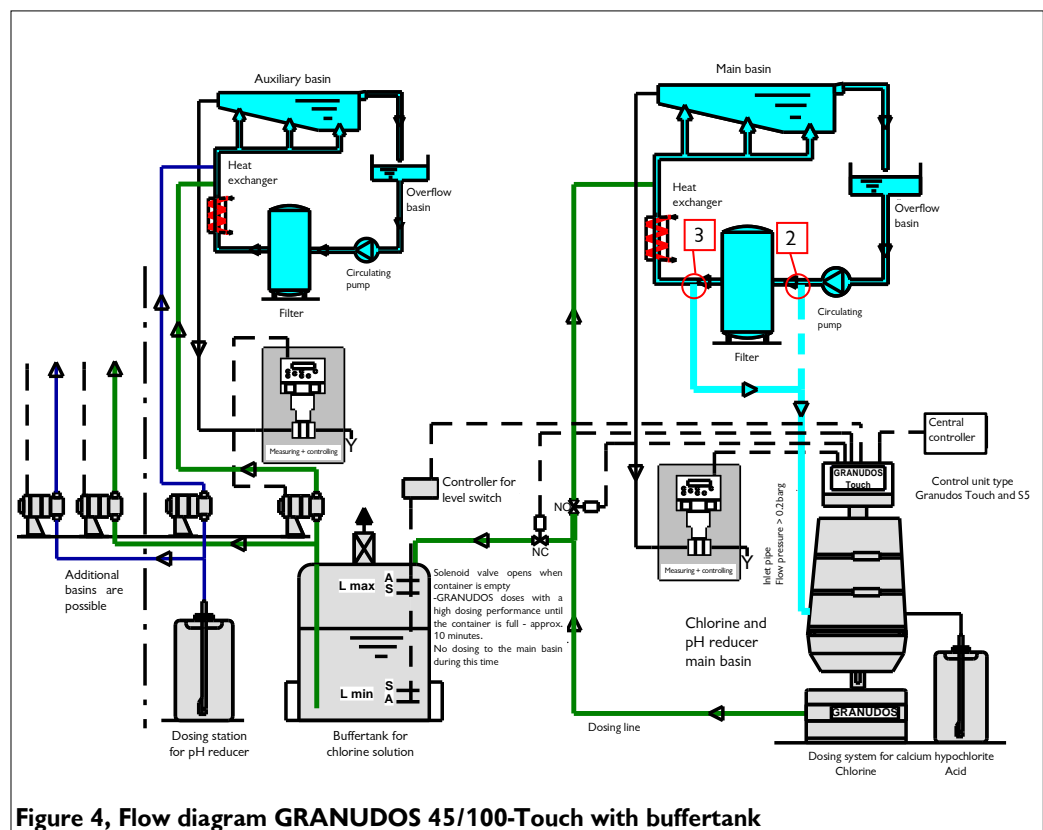 Auxiliary basin
Main basin
Heat
exchanger
Overflow
basin
Circulating
pump
Filter
Heat
exchanger
3
2
Overflow
basin
Circulating
pump
Filter
Measuring + controlling
Y
Controller for
level switch
NC
NC
Measuring + controlling
Y
Inlet pipe
Flow pressure > 0.2barg
GRANUDOS
Touch
Central
controller
Control unit type
Granudos Touch and S5
Additional
basins are
possible
L max
A
S
Solenoid valve opens when
container is empty
-GRANUDOS doses with a
high dosing performance until
the container is full - approx.
10 minutes.
No dosing to the main basin
during this time
L min
S
A
Chlorine and
pH reducer
main basin
GRANUDOS
Dosing station
for pH reducer
Buffertank for
chlorine solution
Dosing line
Dosing system for calcium hypochlorite
Chlorine
Acid
Figure 4, Flow diagram GRANUDOS 45/100-Touch with buffertank